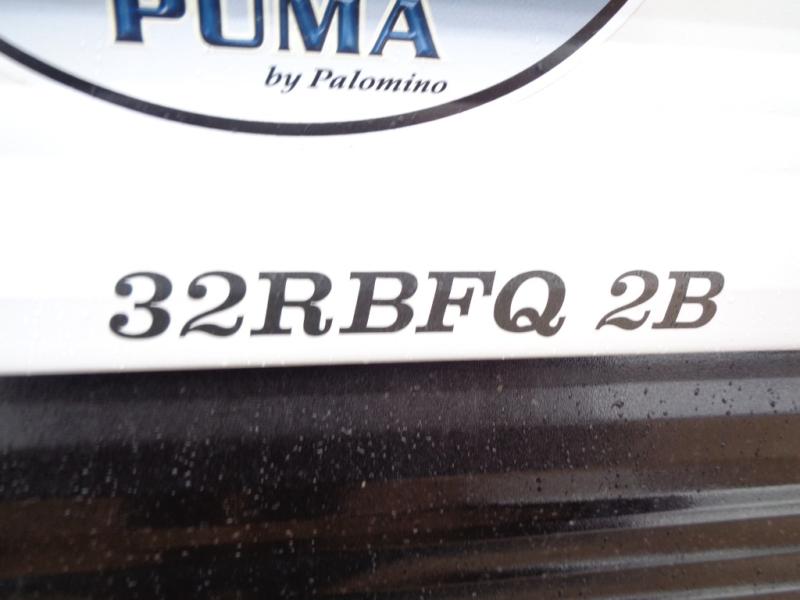 PUMA
by Palomino
32RBFQ 2B